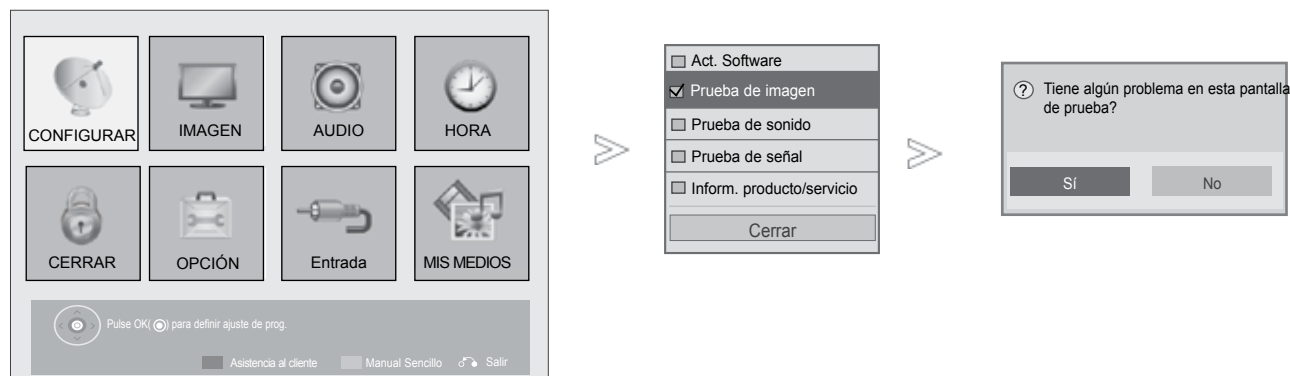 CONFIGURAR
IMAGEN
AUDIO
HORA
CERRAR
OPCIÓN
Entrada
MIS MEDIOS
Pulse OK( ) para definir ajuste de prog.
Asistencia al cliente
Manual Sencillo
Salir
Act. Software
Prueba de imagen
Prueba de sonido
Prueba de señal
Inform. producto/servicio
Cerrar
? Tiene algún problema en esta pantalla
de prueba?
Sí
No